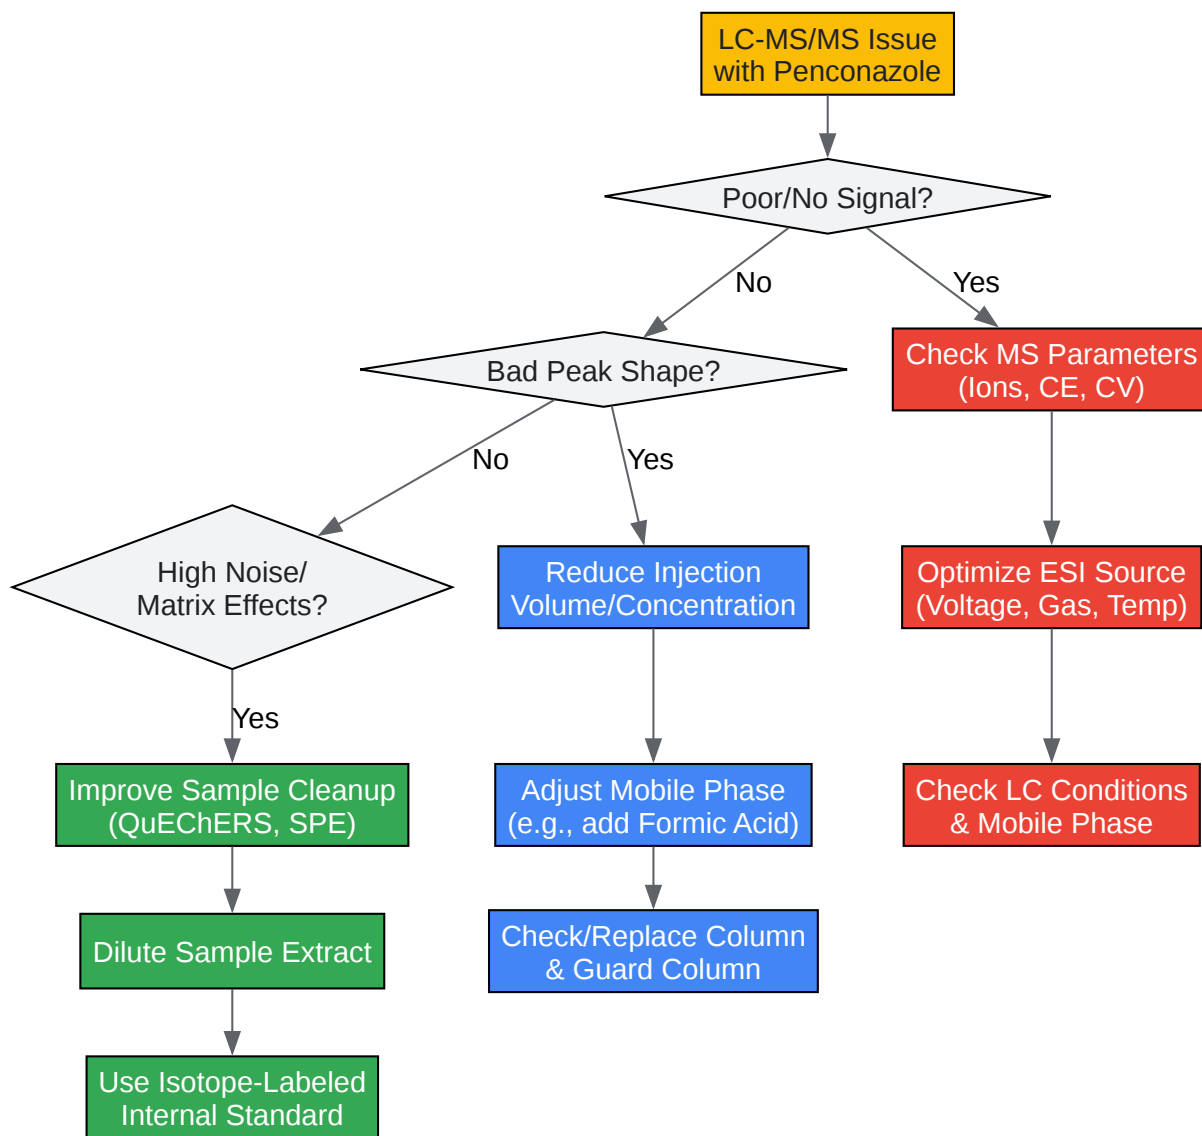 LC-MS/MS Issue
with Penconazole
Poor/No Signal?
No
Yes
Bad Peak Shape?
Check MS Parameters
(Ions, CE, CV)
No
Yes
High Noise/
Matrix Effects?
Reduce Injection
Volume/Concentration
Optimize ESI Source
(Voltage, Gas, Temp)
Yes
Improve Sample Cleanup
(QuEChERS, SPE)
Adjust Mobile Phase
(e.g., add Formic Acid)
Check LC Conditions
& Mobile Phase
Dilute Sample Extract
Check/Replace Column
& Guard Column
Use Isotope-Labeled
Internal Standard